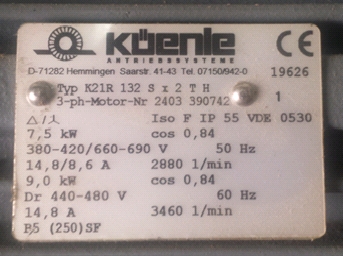 KÜENLE
ANTRIEBSSYSTEME
D-71282 Hemmingen Saarstr. 41-43 Tel. 07150/942-0 19626
Typ K21R 132 S x 2 T H
3-ph-Motor-Nr 2403 390742 1
△/⅄ Iso F IP 55 VDE 0530
7,5 kW cos 0,84
380-420/660-690 V 50 Hz
14,8/8,6 A 2880 1/min
9,0 kW cos 0,84
Dr 440-480 V 60 Hz
14,8 A 3460 1/min
P5 (250)SF
CE